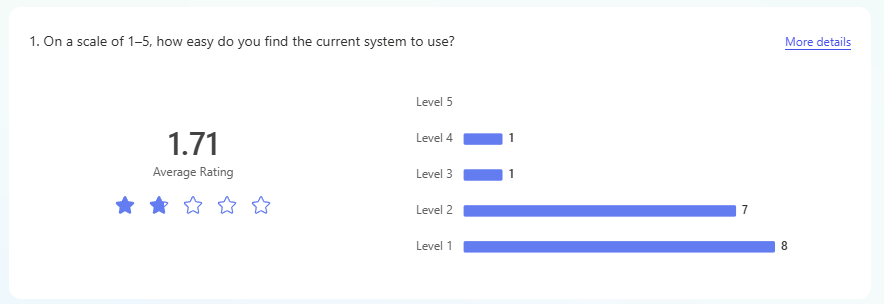 1. On a scale of 1–5, how easy do you find the current system to use?
More details
1.71
Average Rating
Level 5
Level 4 1
Level 3 1
Level 2 7
Level 1 8